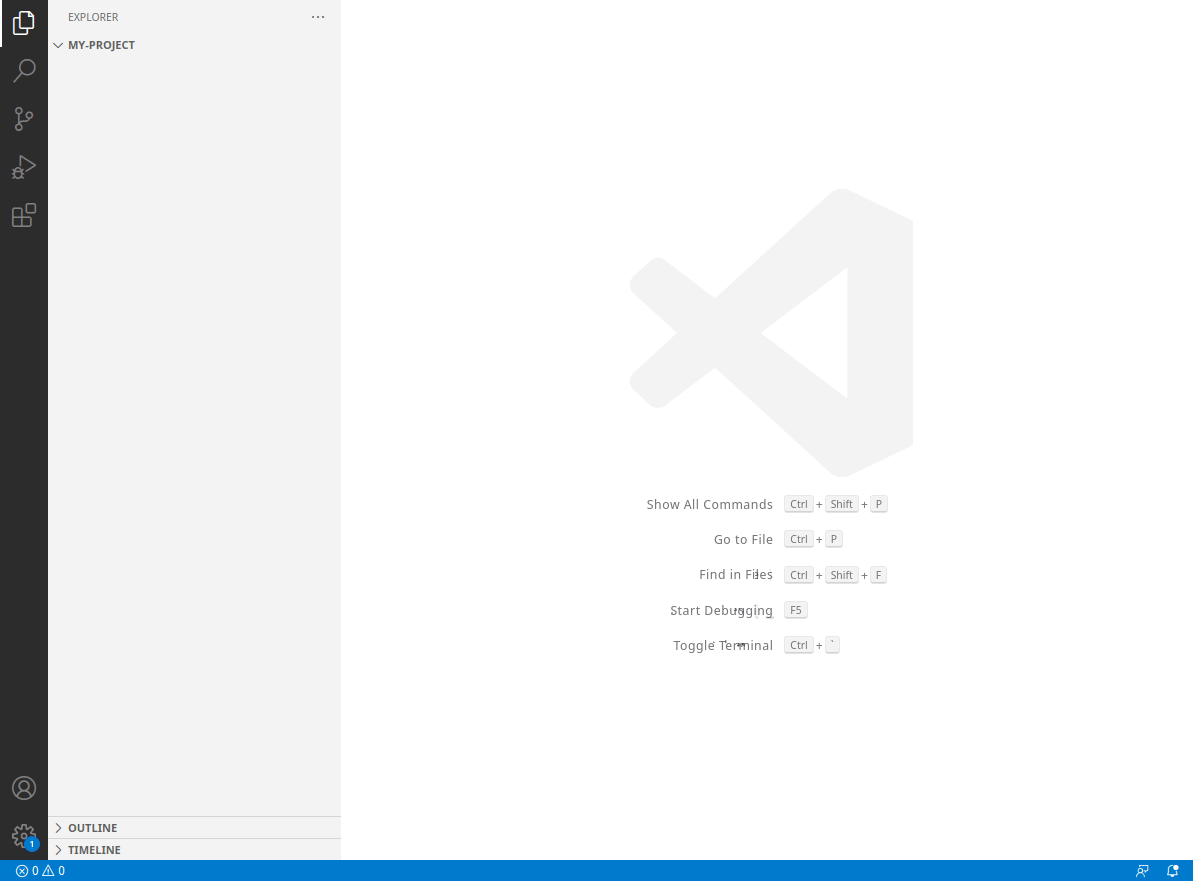 EXPLORER
MY-PROJECT
Show All Commands Ctrl + Shift + P
Go to File Ctrl + P
Find in Files Ctrl + Shift + F
Start Debugging F5
Toggle Terminal Ctrl + `
OUTLINE
TIMELINE
1
0 0